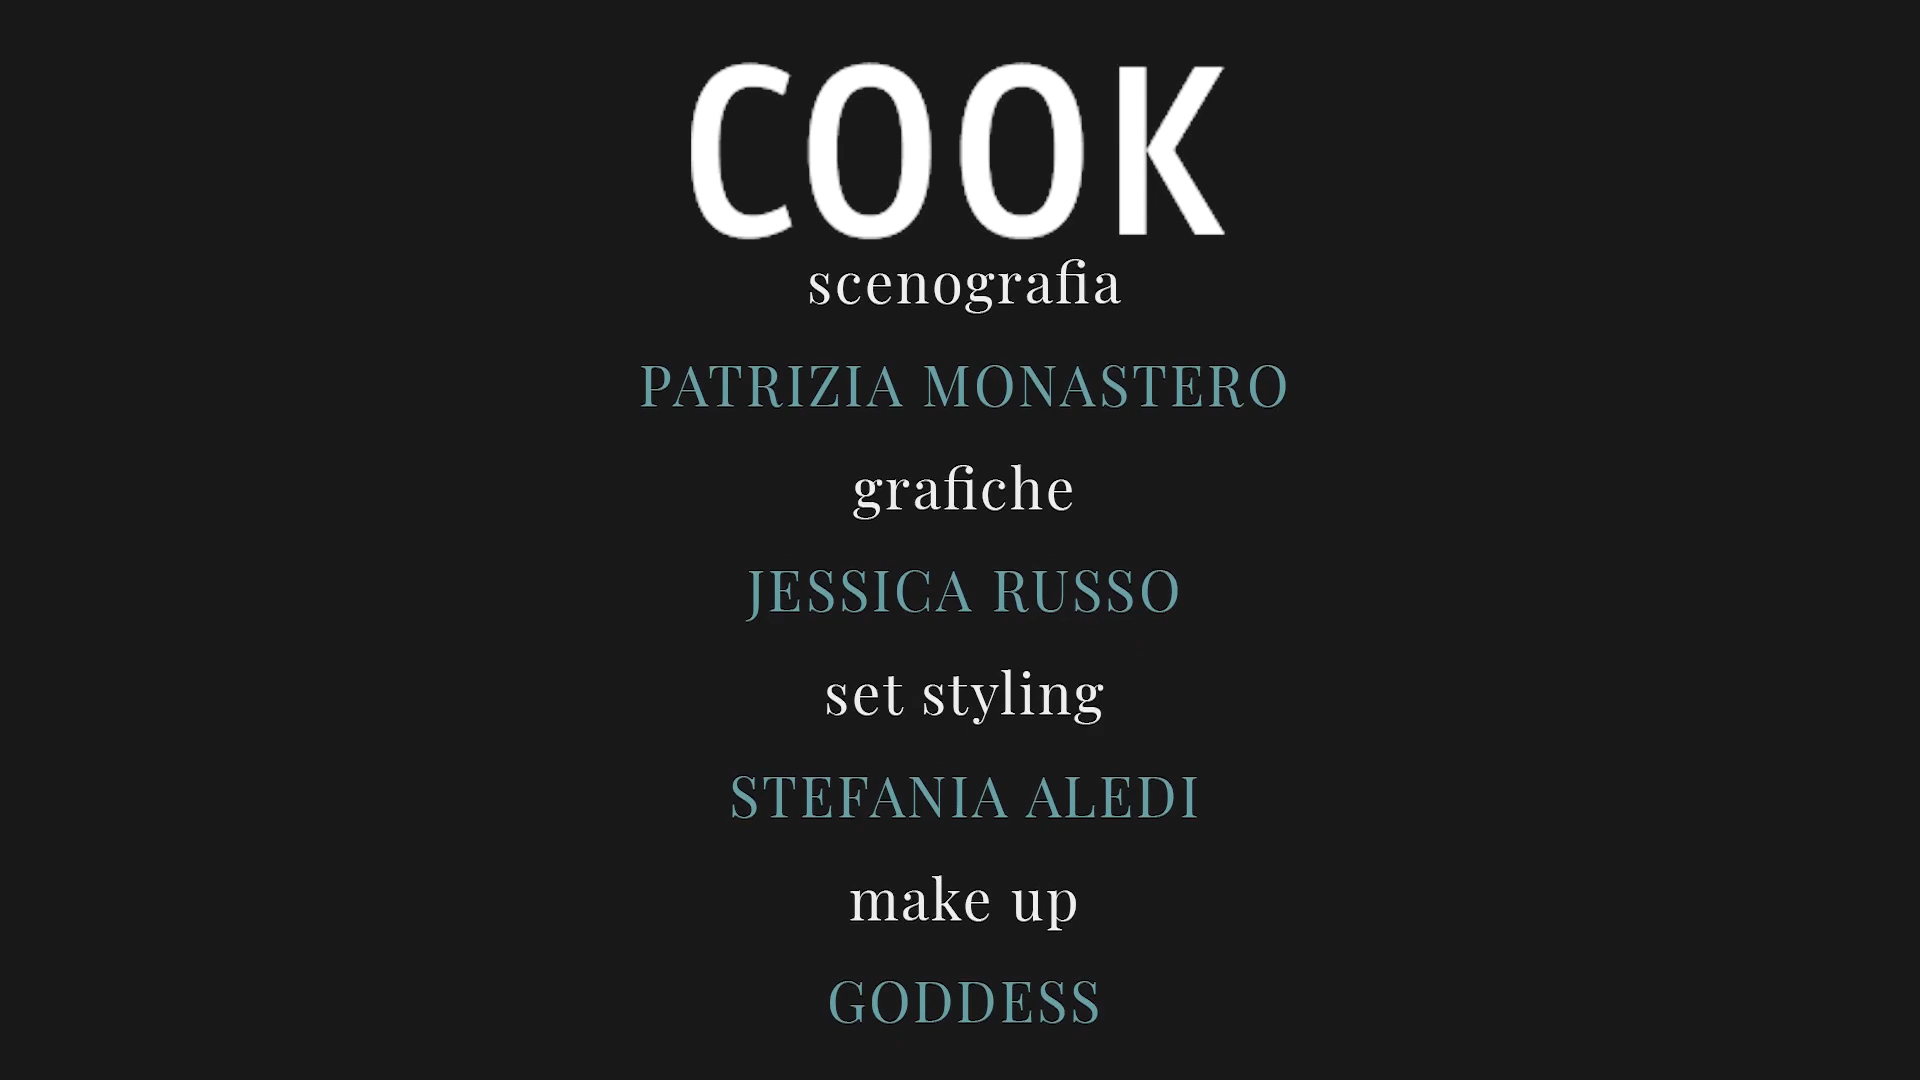 COOK
scenografia
PATRIZIA MONASTERO
grafiche
JESSICA RUSSO
set styling
STEFANIA ALEDI
make up
GODDESS